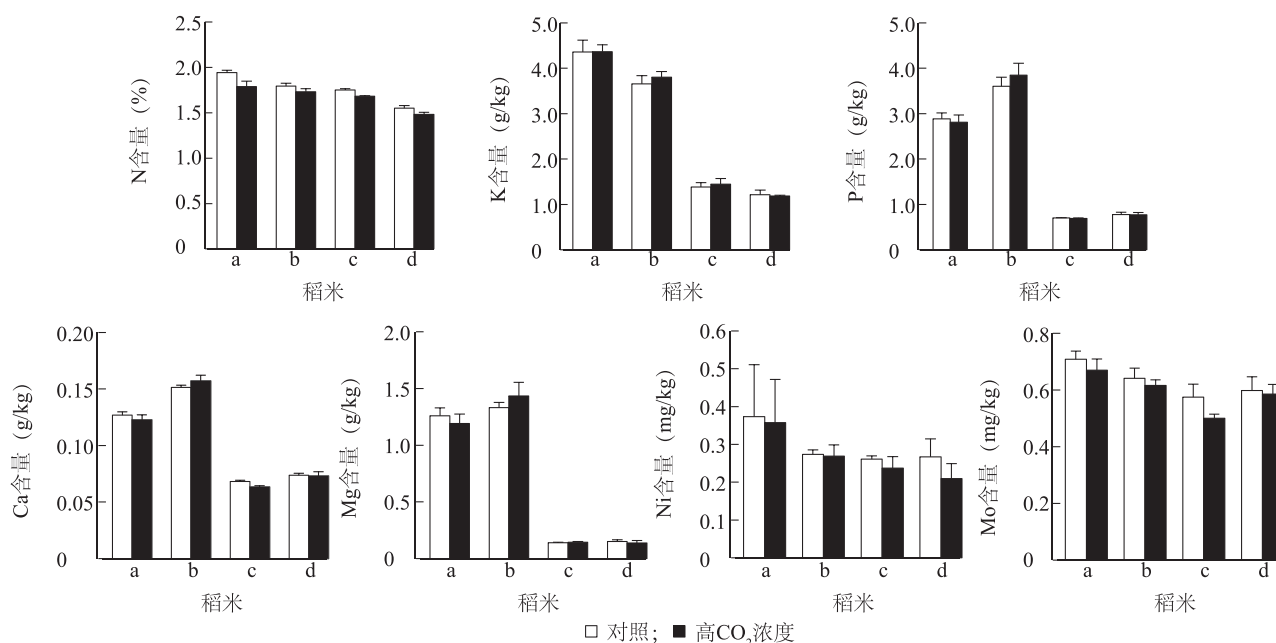 2.5
2.0
1.5
1.0
0.5
0
N含量（%）
a b c d
稻米
5.0
4.0
3.0
2.0
1.0
0
K含量（g/kg）
a b c d
稻米
5.0
4.0
3.0
2.0
1.0
0
P含量（g/kg）
a b c d
稻米
0.20
0.15
0.10
0.05
0
Ca含量（g/kg）
a b c d
稻米
2.0
1.5
1.0
0.5
0
Mg含量（g/kg）
a b c d
稻米
0.6
0.5
0.4
0.3
0.2
0.1
0
Ni含量（mg/kg）
a b c d
稻米
0.8
0.6
0.4
0.2
0
Mo含量（mg/kg）
a b c d
稻米
对照； 高CO₂浓度